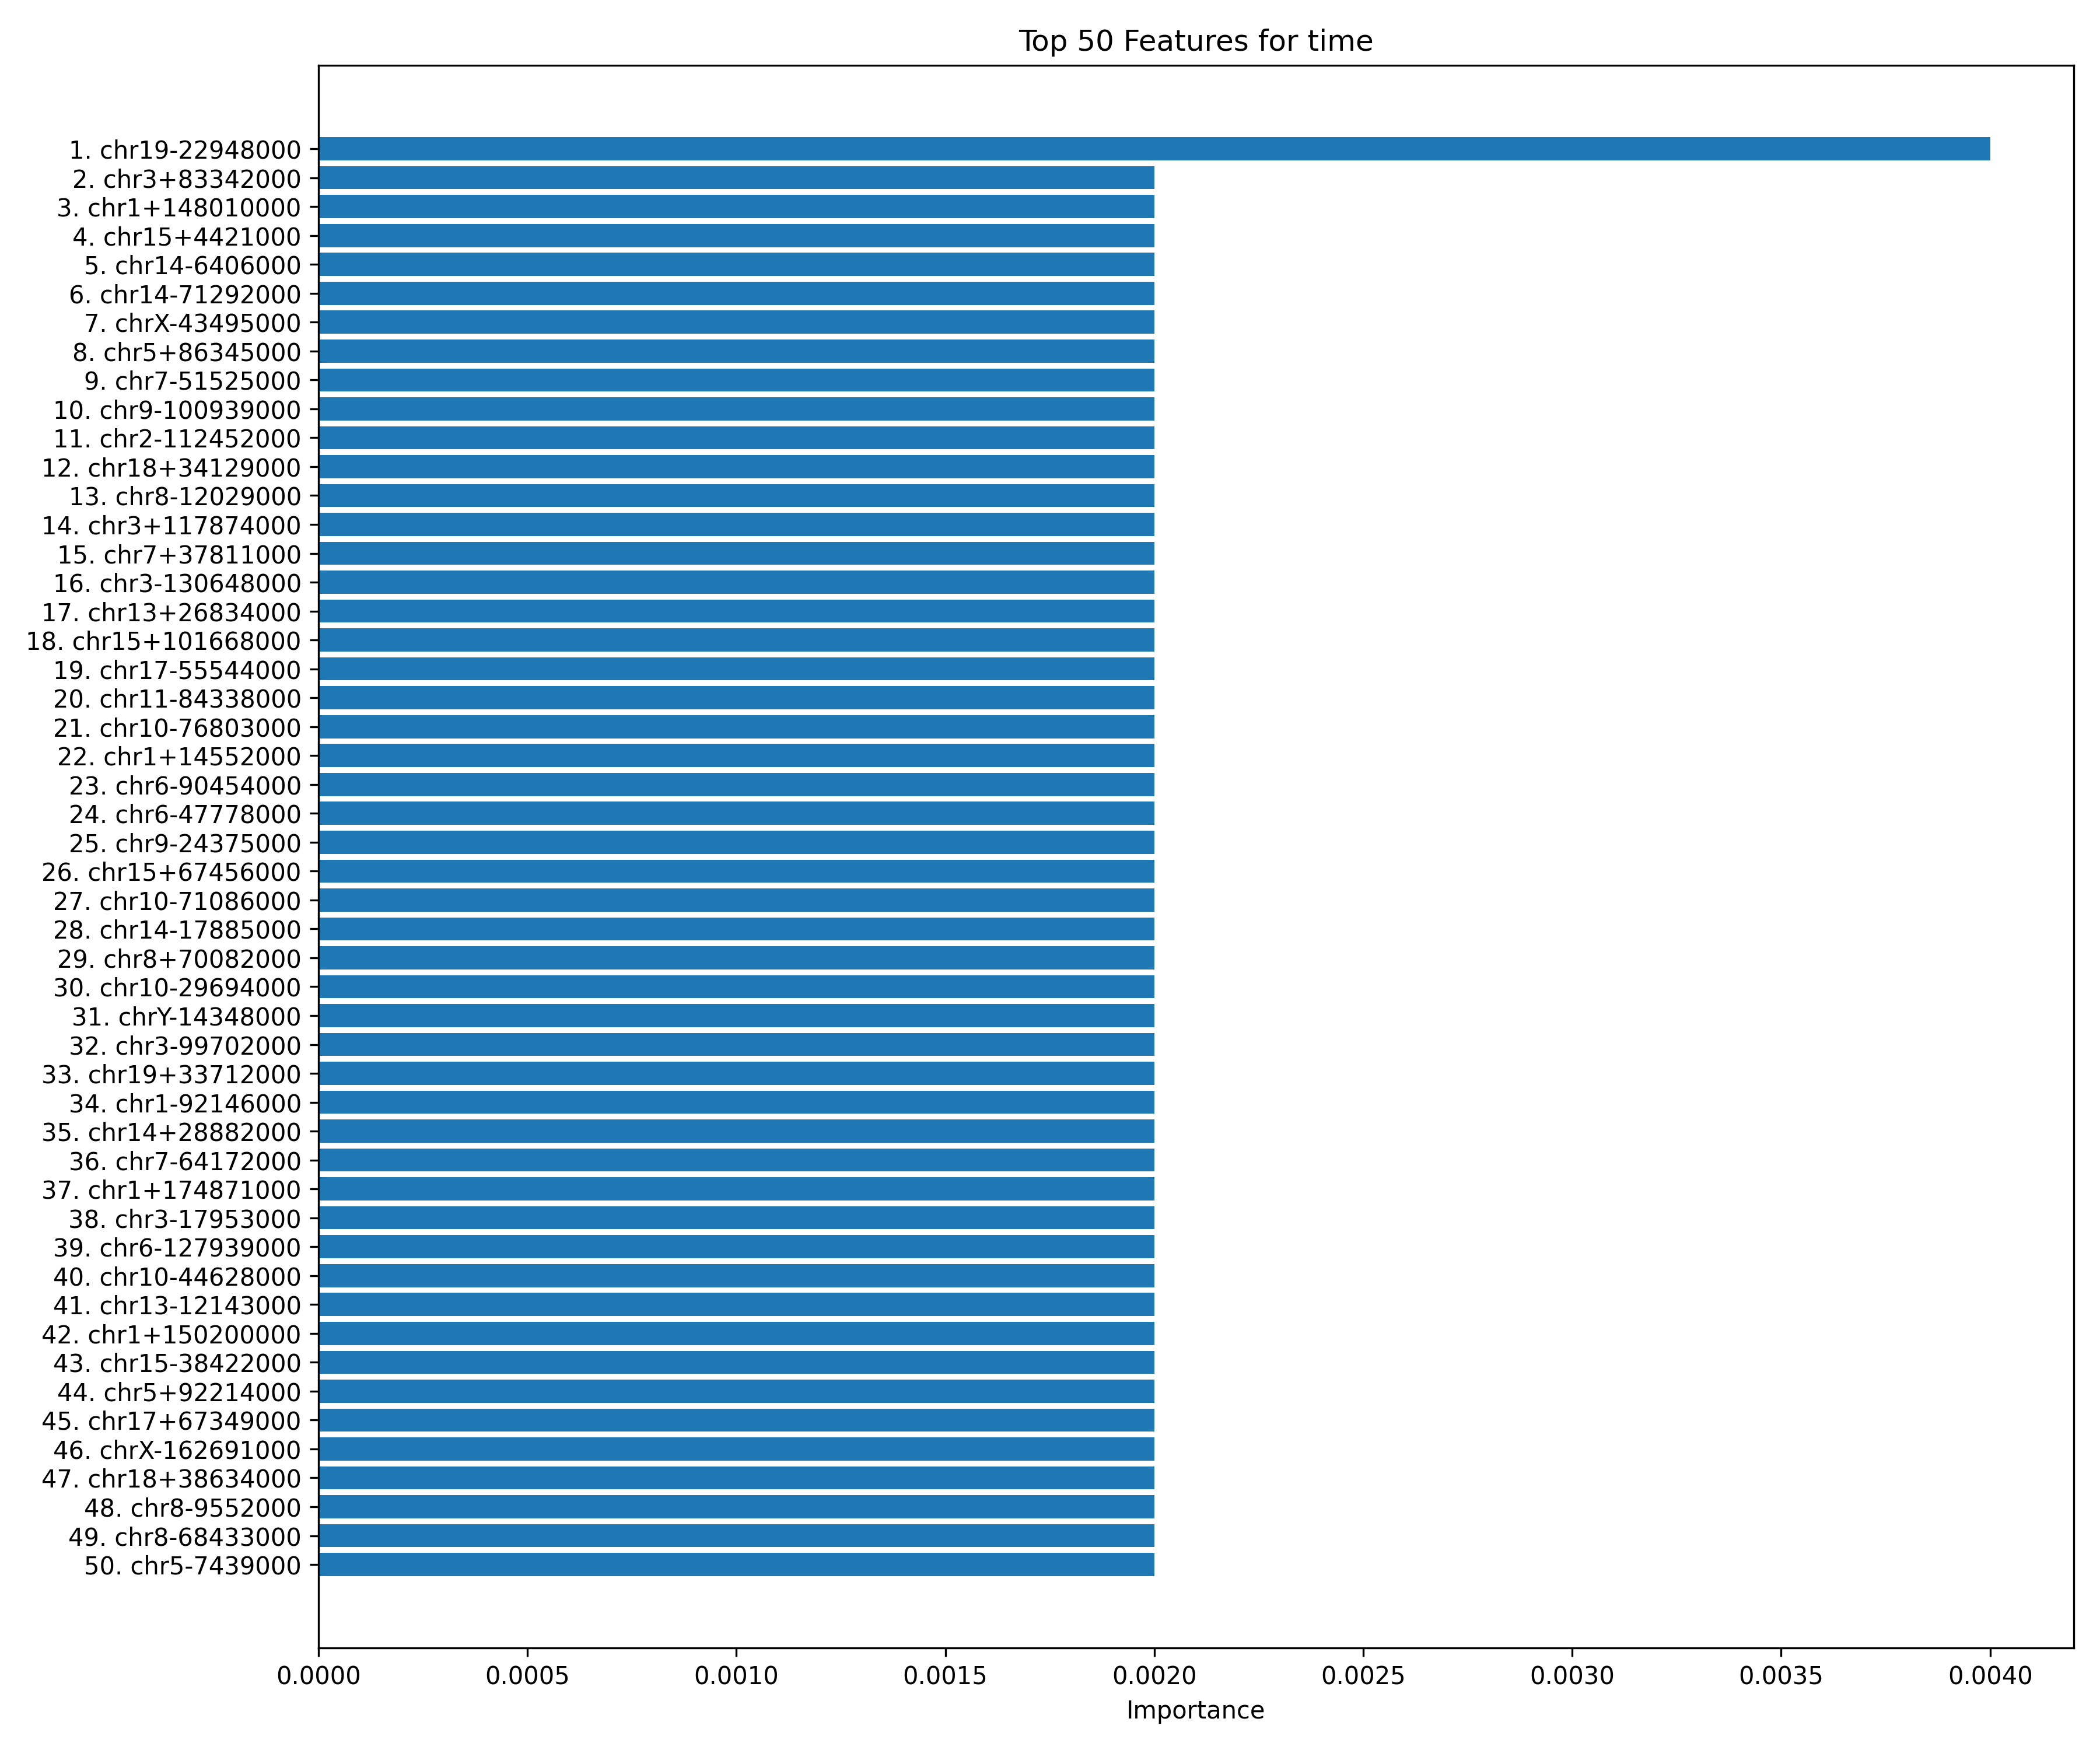 Top 50 Features for time
1. chr19-22948000
2. chr3+83342000
3. chr1+148010000
4. chr15+4421000
5. chr14-6406000
6. chr14-71292000
7. chrX-43495000
8. chr5+86345000
9. chr7-51525000
10. chr9-100939000
11. chr2-112452000
12. chr18+34129000
13. chr8-12029000
14. chr3+117874000
15. chr7+37811000
16. chr3-130648000
17. chr13+26834000
18. chr15+101668000
19. chr17-55544000
20. chr11-84338000
21. chr10-76803000
22. chr1+14552000
23. chr6-90454000
24. chr6-47778000
25. chr9-24375000
26. chr15+67456000
27. chr10-71086000
28. chr14-17885000
29. chr8+70082000
30. chr10-29694000
31. chrY-14348000
32. chr3-99702000
33. chr19+33712000
34. chr1-92146000
35. chr14+28882000
36. chr7-64172000
37. chr1+174871000
38. chr3-17953000
39. chr6-127939000
40. chr10-44628000
41. chr13-12143000
42. chr1+150200000
43. chr15-38422000
44. chr5+92214000
45. chr17+67349000
46. chrX-162691000
47. chr18+38634000
48. chr8-9552000
49. chr8-68433000
50. chr5-7439000
0.0000 0.0005 0.0010 0.0015 0.0020 0.0025 0.0030 0.0035 0.0040
Importance